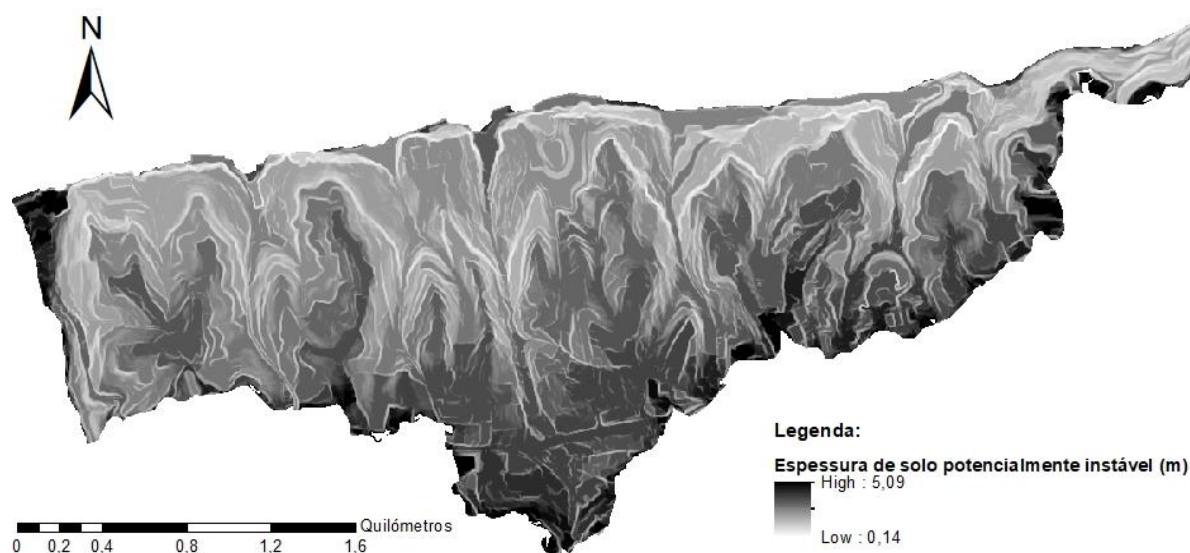 N
Legenda:
Espessura de solo potencialmente instável (m)
High : 5,09
Low : 0,14
Quilómetros
0 0.2 0.4 0.8 1.2 1.6